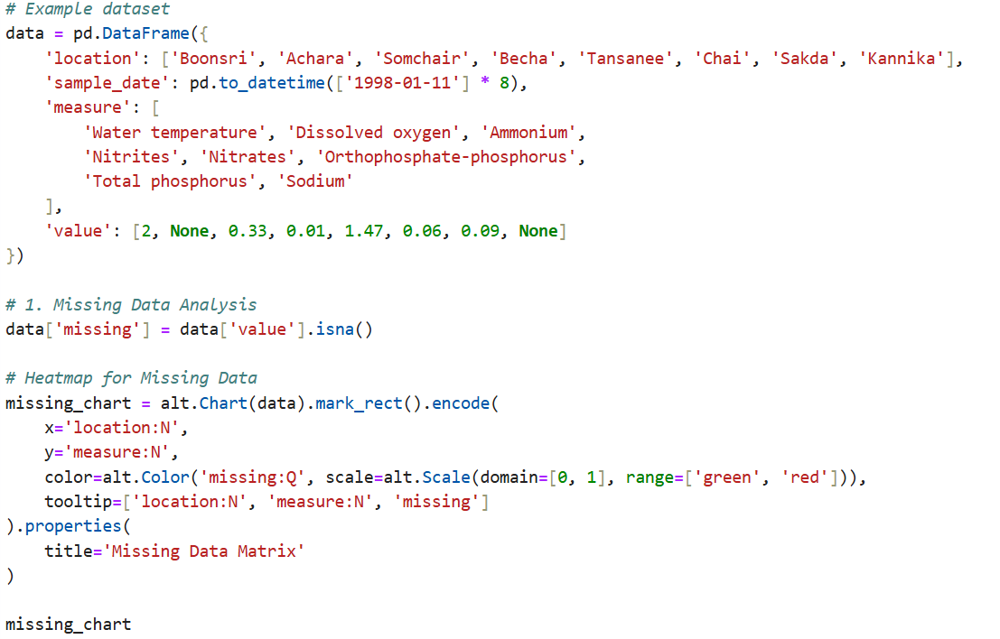 # Example dataset
data = pd.DataFrame({
    'location': ['Boonsri', 'Achara', 'Somchair', 'Becha', 'Tansanee', 'Chai', 'Sakda', 'Kannika'],
    'sample_date': pd.to_datetime(['1998-01-11'] * 8),
    'measure': [
        'Water temperature', 'Dissolved oxygen', 'Ammonium',
        'Nitrites', 'Nitrates', 'Orthophosphate-phosphorus',
        'Total phosphorus', 'Sodium'
    ],
    'value': [2, None, 0.33, 0.01, 1.47, 0.06, 0.09, None]
})

# 1. Missing Data Analysis
data['missing'] = data['value'].isna()

# Heatmap for Missing Data
missing_chart = alt.Chart(data).mark_rect().encode(
    x='location:N',
    y='measure:N',
    color=alt.Color('missing:Q', scale=alt.Scale(domain=[0, 1], range=['green', 'red'])),
    tooltip=['location:N', 'measure:N', 'missing']
).properties(
    title='Missing Data Matrix'
)

missing_chart